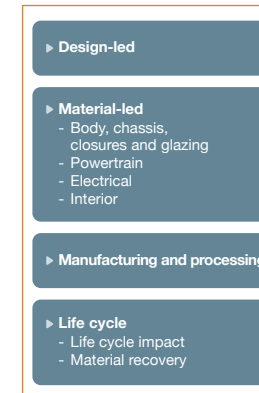 Design-led
Material-led
- Body, chassis,
closures and glazing
- Powertrain
- Electrical
- Interior
Manufacturing and processing
Life cycle
- Life cycle impact
- Material recovery